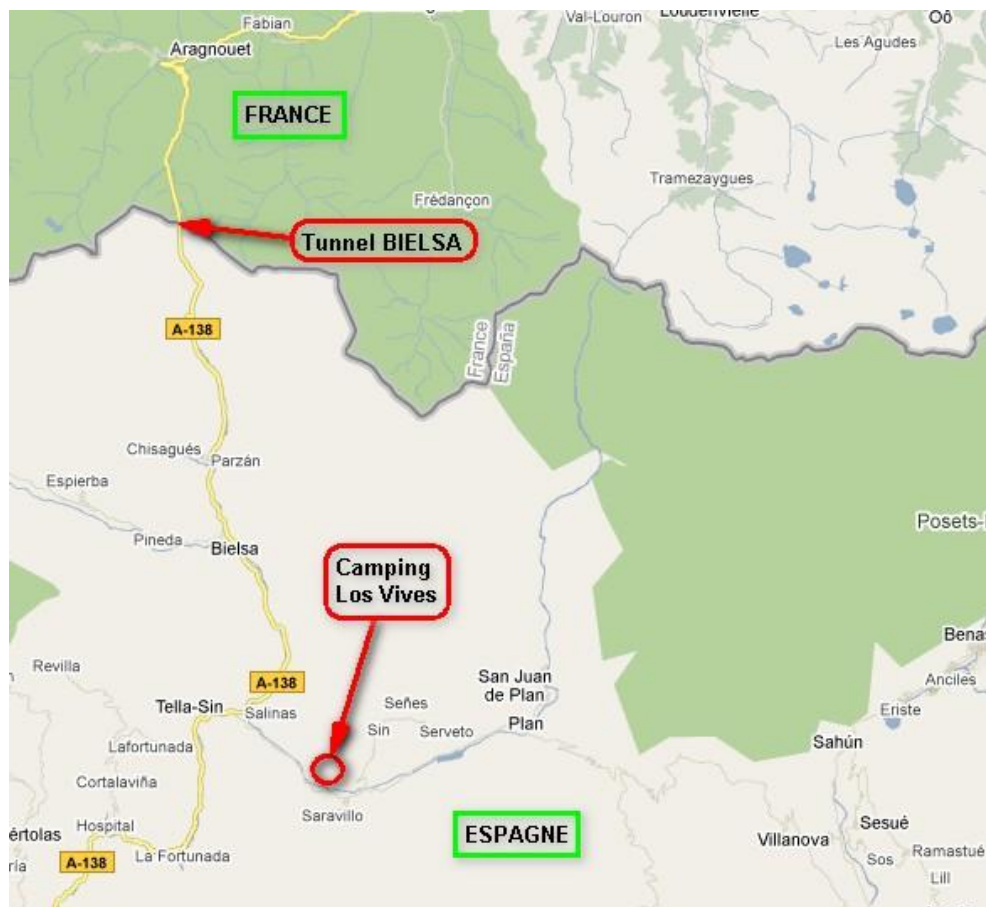 Fabian
Val-Louron
Loudenvielle
Oô
Aragnouet
Les Agudes
FRANCE
Tramezaygues
Frédançon
Tunnel BIELSA
A-138
France
España
Chisagués
Parzán
Espierba
Posets-
Pineda
Bielsa
Camping
Los Vives
Bena
Revilla
A-138
San Juan
de Plan
Anciles
Tella-Sin
Salinas
Señes
Eriste
Sin
Serveto
Plan
Lafortunada
Sahún
Cortalaviña
Saravillo
Hospital
értolas
ESPAGNE
Villanova
Sesué
ría
A-138
La Fortunada
Sos
Ramastué
Lill